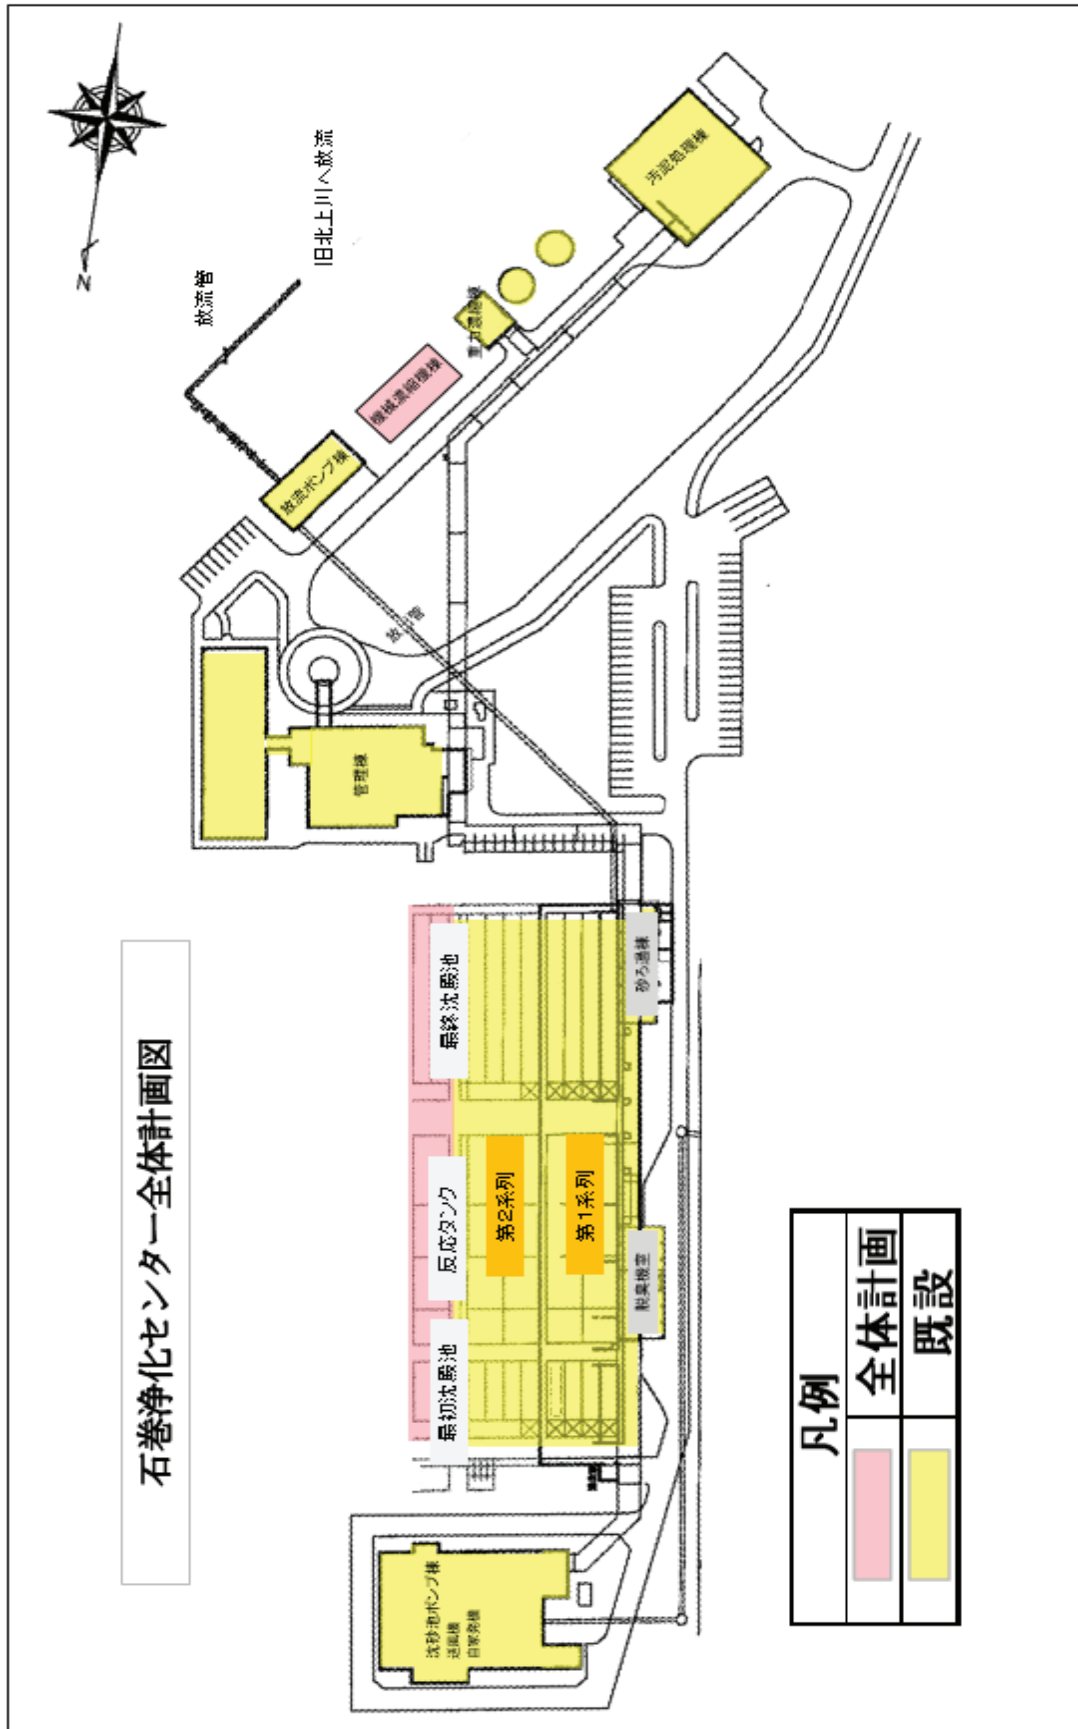 石巻浄化センター全体計画図
N
放流管
旧北上川へ放流
汚泥処理棟
重力濃縮棟
機械濃縮機棟
放流ポンプ棟
放流管
管理棟
最終沈殿池
反応タンク
最初沈殿池
第2系列
第1系列
砂ろ過棟
脱臭機室
沈砂池ポンプ棟
送風機
自家発機
凡例
全体計画
既設